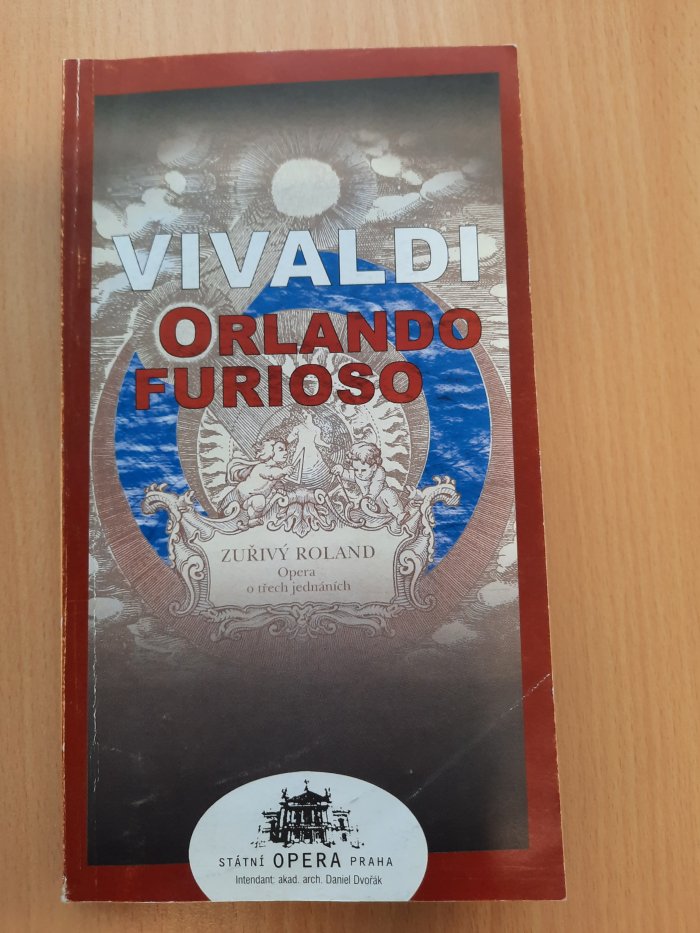 VIVALDI
ORLANDO
FURIOSO
ZUŘIVÝ ROLAND
Opera
o třech jednáních
STÁTNÍ OPERA PRAHA
Intendant: akad. arch. Daniel Dvořák